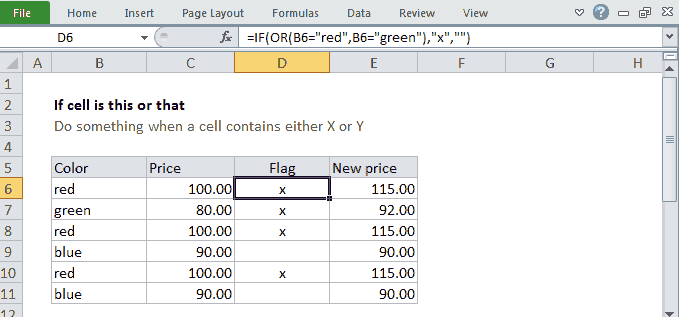 File Home Insert Page Layout Formulas Data Review View
D6 fx =IF(OR(B6="red",B6="green"),"x","")
A B C D E F G H
1
2 If cell is this or that
3 Do something when a cell contains either X or Y
4
5 Color Price Flag New price
6 red 100.00 x 115.00
7 green 80.00 x 92.00
8 red 100.00 x 115.00
9 blue 90.00 90.00
10 red 100.00 x 115.00
11 blue 90.00 90.00
12